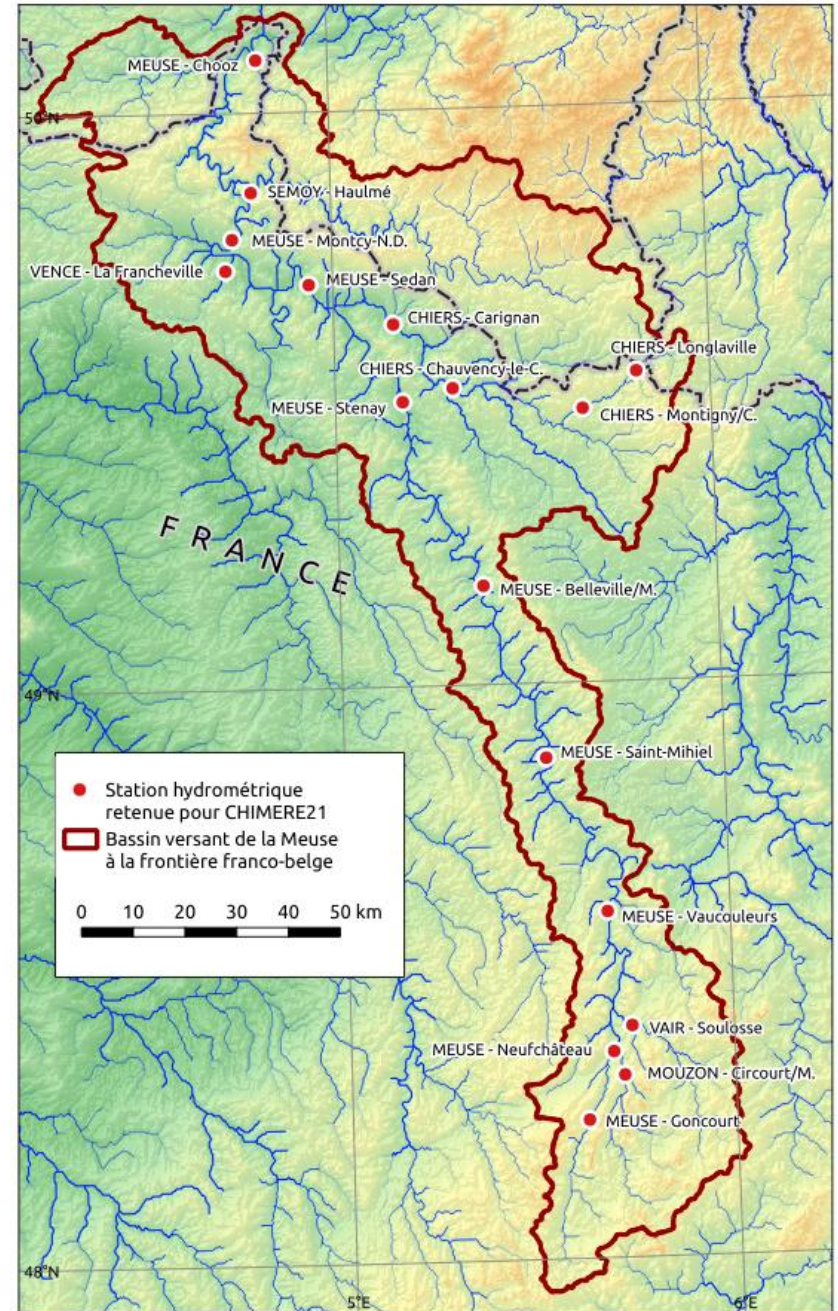 MEUSE - Chooz
50°N
SEMOY - Haulmé
MEUSE - Montcy-N.D.
VENCE - La Francheville
MEUSE - Sedan
CHIERS - Carignan
CHIERS - Longlaville
CHIERS - Chauvency-le-C.
MEUSE - Stenay
CHIERS - Montigny/C.
FRANCE
MEUSE - Belleville/M.
49°N
MEUSE - Saint-Mihiel
Station hydrométrique
retenue pour CHIMERE21
Bassin versant de la Meuse
à la frontière franco-belge
0 10 20 30 40 50 km
MEUSE - Vaucouleurs
VAIR - Soulosse
MEUSE - Neufchâteau
MOUZON - Circourt/M.
MEUSE - Goncourt
48°N
5°E
6°E